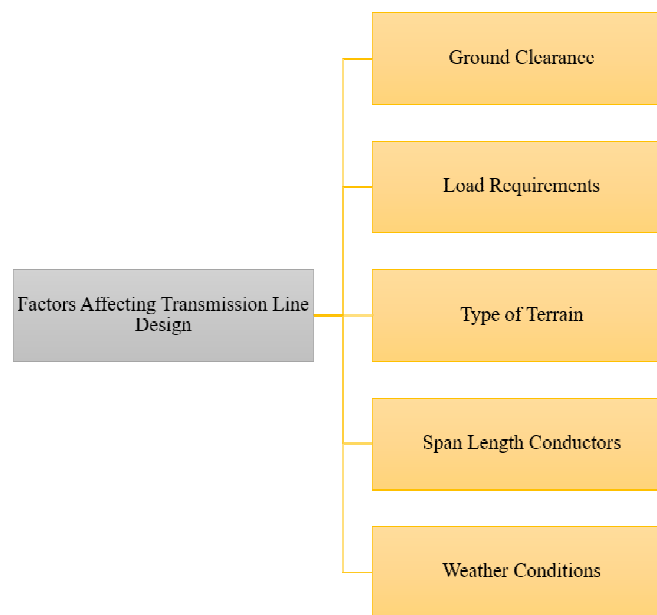 Ground Clearance
Load Requirements
Factors Affecting Transmission Line
Design
Type of Terrain
Span Length Conductors
Weather Conditions